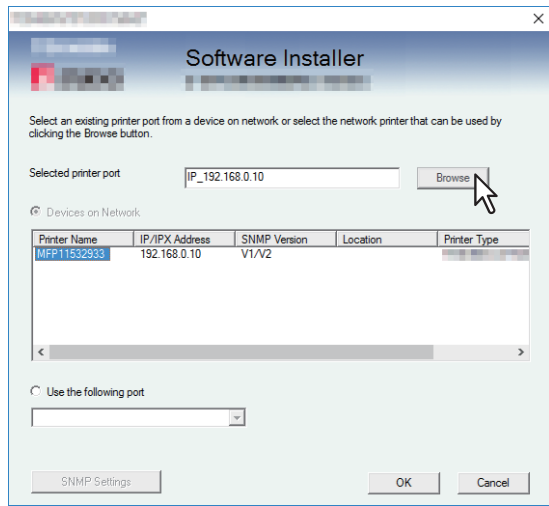 Software Installer
Select an existing printer port from a device on network or select the network printer that can be used by
clicking the Browse button.
Selected printer port IP_192.168.0.10 Browse
Devices on Network
Printer Name IP/IPX Address SNMP Version Location Printer Type
MFP11532933 192.168.0.10 V1/V2
Use the following port
SNMP Settings OK Cancel